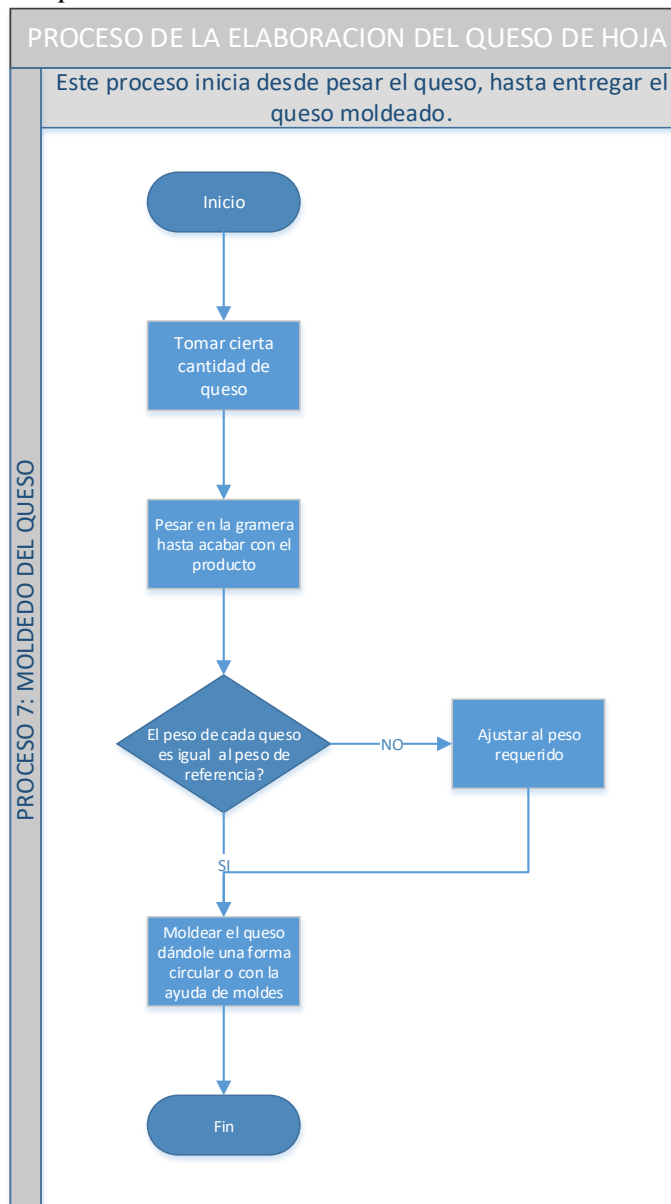 PROCESO DE LA ELABORACION DEL QUESO DE HOJA
Este proceso inicia desde pesar el queso, hasta entregar el
queso moldeado.
PROCESO 7: MOLDEDO DEL QUESO
Inicio
Tomar cierta
cantidad de
queso
Pesar en la gramera
hasta acabar con el
producto
El peso de cada queso
es igual al peso de
referencia?
NO
Ajustar al peso
requerido
SI
Moldear el queso
dándole una forma
circular o con la
ayuda de moldes
Fin